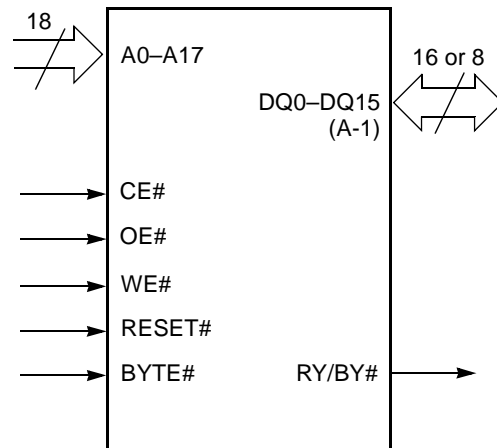 18
A0–A17
16 or 8
DQ0–DQ15
(A-1)
CE#
OE#
WE#
RESET#
BYTE#
RY/BY#